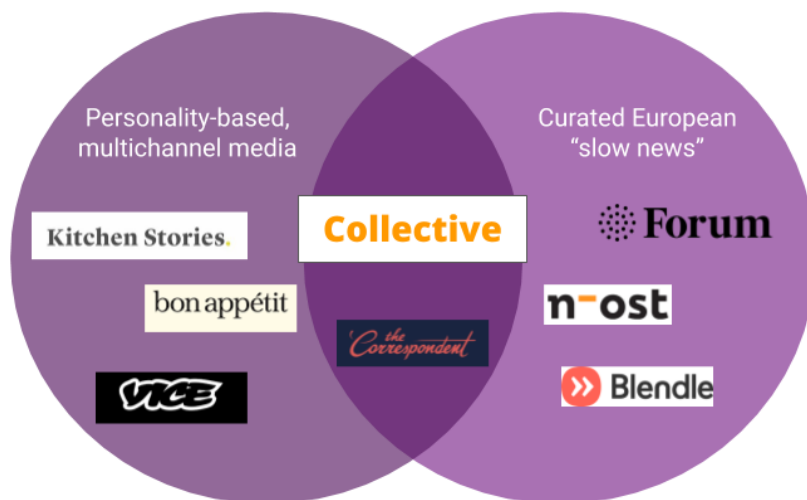 Personality-based,
multichannel media
Kitchen Stories.
bon appétit
VICE
Collective
the
Correspondent
Curated European
“slow news”
Forum
n-ost
Blendle